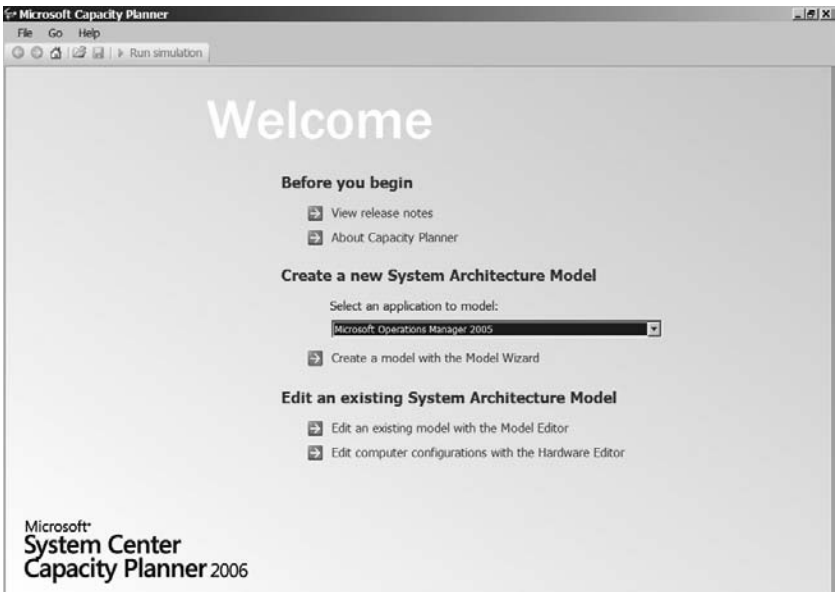 Microsoft Capacity Planner
File Go Help
Run simulation
Welcome
Before you begin
View release notes
About Capacity Planner
Create a new System Architecture Model
Select an application to model:
Microsoft Operations Manager 2005
Create a model with the Model Wizard
Edit an existing System Architecture Model
Edit an existing model with the Model Editor
Edit computer configurations with the Hardware Editor
Microsoft
System Center
Capacity Planner 2006